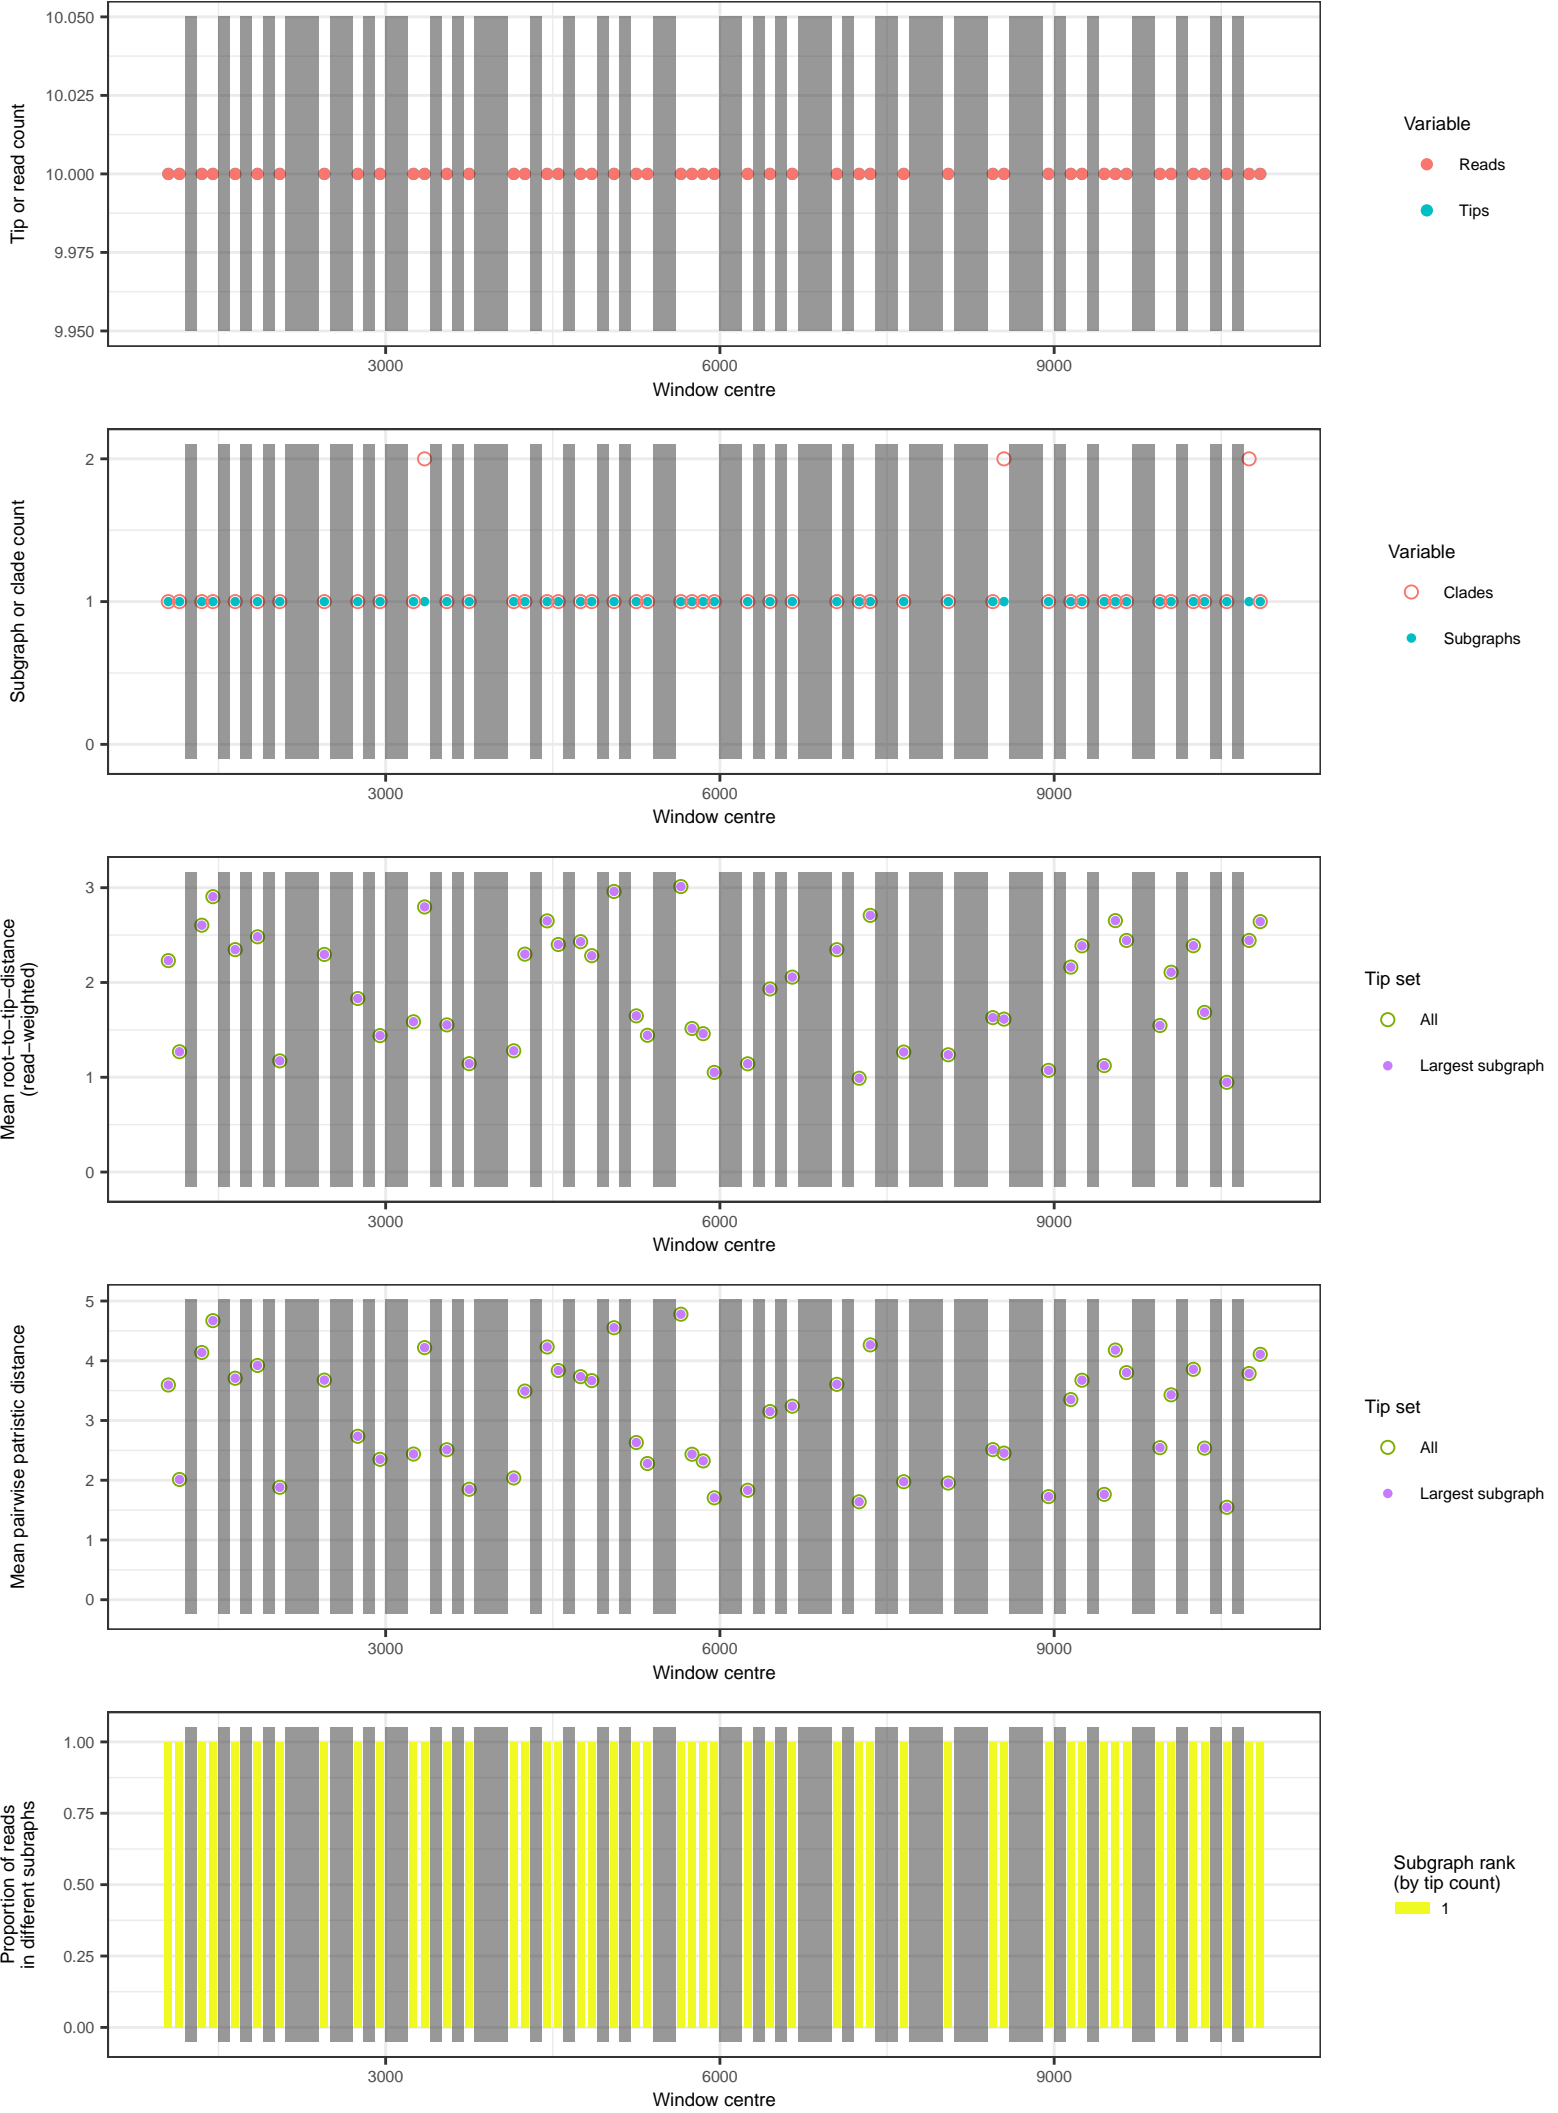 10.050
10.025
10.000
9.975
9.950
Tip or read count
3000 6000 9000
Window centre
Variable
Reads
Tips
2
1
0
Subgraph or clade count
3000 6000 9000
Window centre
Variable
Clades
Subgraphs
3
2
1
0
Mean root−to−tip−distance
(read−weighted)
3000 6000 9000
Window centre
Tip set
All
Largest subgraph
5
4
3
2
1
0
Mean pairwise patristic distance
3000 6000 9000
Window centre
Tip set
All
Largest subgraph
1.00
0.75
0.50
0.25
0.00
Proportion of reads
in different subraphs
3000 6000 9000
Window centre
Subgraph rank
(by tip count)
1